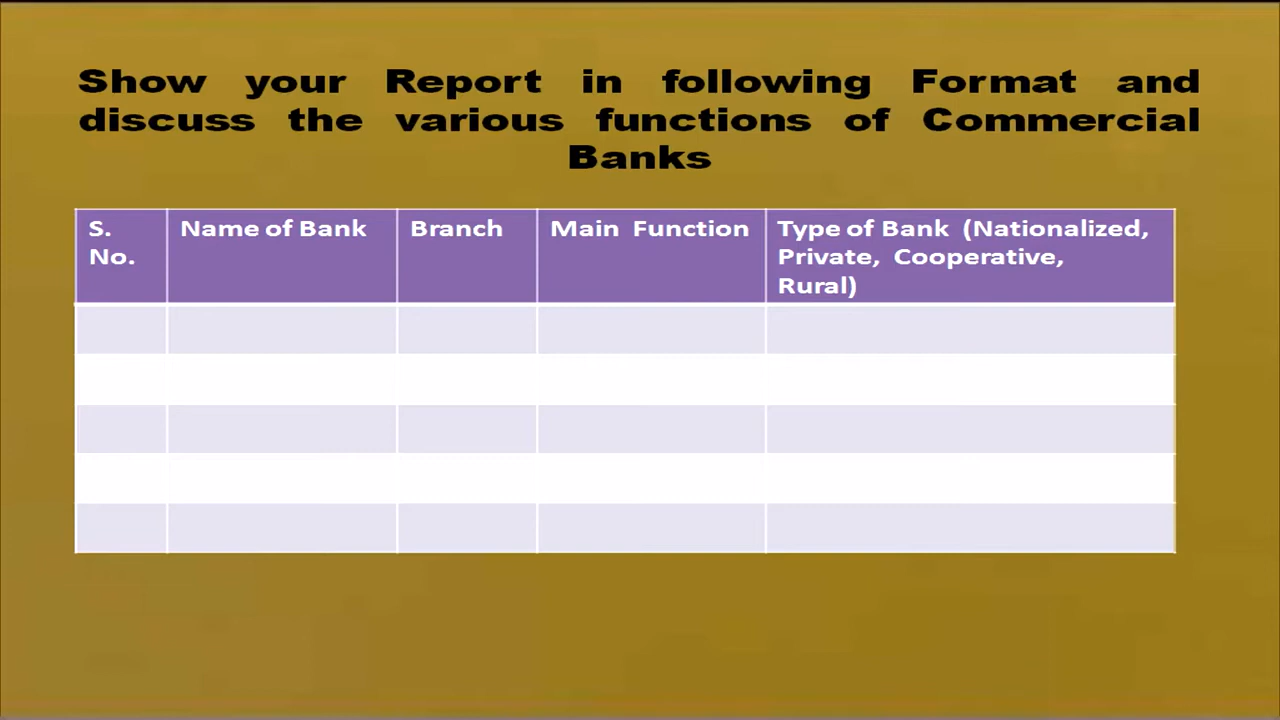 Show your Report in following Format and
discuss the various functions of Commercial
Banks
S. No. Name of Bank Branch Main Function Type of Bank (Nationalized, Private, Cooperative, Rural)